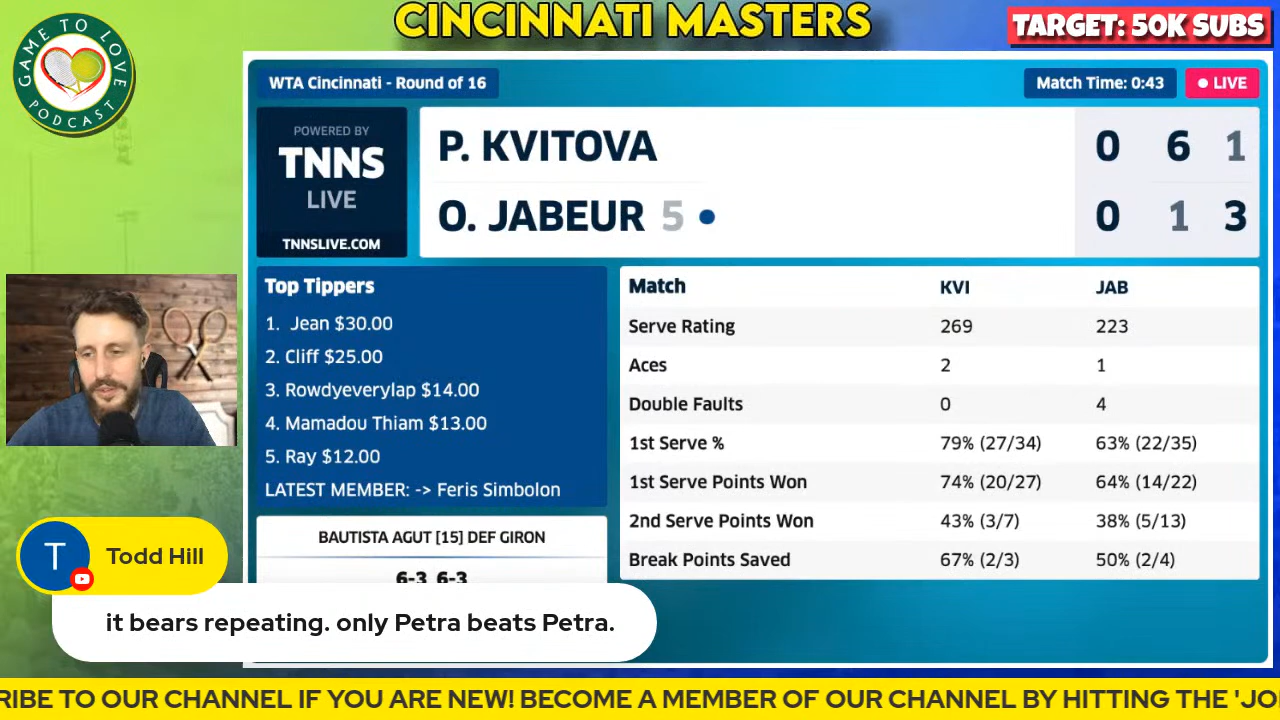 CINCINNATI MASTERS
TARGET: 50K SUBS
GAME TO LOVE
PODCAST
WTA Cincinnati - Round of 16
Match Time: 0:43
LIVE
POWERED BY
TNNS
LIVE
TNNSLIVE.COM
P. KVITOVA 0 6 1
O. JABEUR 5 0 1 3
Top Tippers
1. Jean $30.00
2. Cliff $25.00
3. Rowdyeverylap $14.00
4. Mamadou Thiam $13.00
5. Ray $12.00
LATEST MEMBER: -> Feris Simbolon
BAUTISTA AGUT [15] DEF GIRON
6-3 6-3
Match KVI JAB
Serve Rating 269 223
Aces 2 1
Double Faults 0 4
1st Serve % 79% (27/34) 63% (22/35)
1st Serve Points Won 74% (20/27) 64% (14/22)
2nd Serve Points Won 43% (3/7) 38% (5/13)
Break Points Saved 67% (2/3) 50% (2/4)
T Todd Hill
it bears repeating. only Petra beats Petra.
RIBE TO OUR CHANNEL IF YOU ARE NEW! BECOME A MEMBER OF OUR CHANNEL BY HITTING THE 'JO